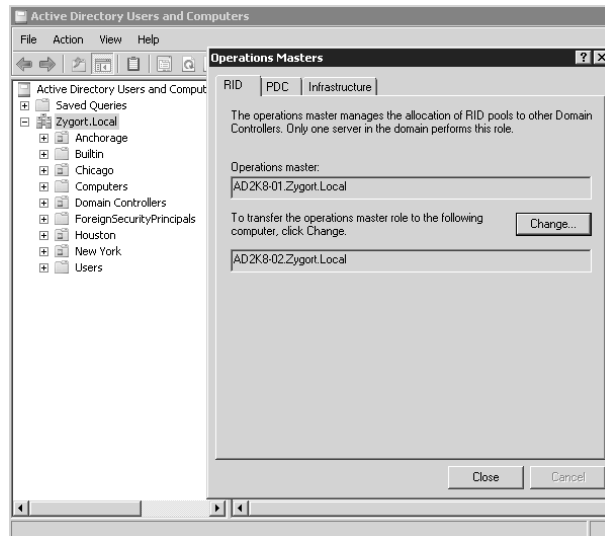 Active Directory Users and Computers
File Action View Help
Active Directory Users and Comput
Saved Queries
Zygort.Local
Anchorage
Builtin
Chicago
Computers
Domain Controllers
ForeignSecurityPrincipals
Houston
New York
Users
Operations Masters
RID PDC Infrastructure
The operations master manages the allocation of RID pools to other Domain
Controllers. Only one server in the domain performs this role.
Operations master:
AD2K8-01.Zygort.Local
To transfer the operations master role to the following
computer, click Change.
Change...
AD2K8-02.Zygort.Local
Close Cancel